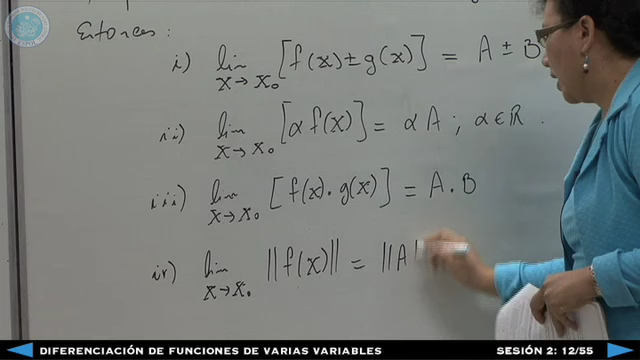 Entonces:
i) lim x→x₀ [f(x) ± g(x)] = A ± B
ii) lim x→x₀ [α f(x)] = α A ; α ∈ ℝ.
iii) lim x→x₀ [f(x) · g(x)] = A · B
iv) lim x→x₀ ||f(x)|| = ||A|
DIFERENCIACIÓN DE FUNCIONES DE VARIAS VARIABLES
SESIÓN 2: 12/55